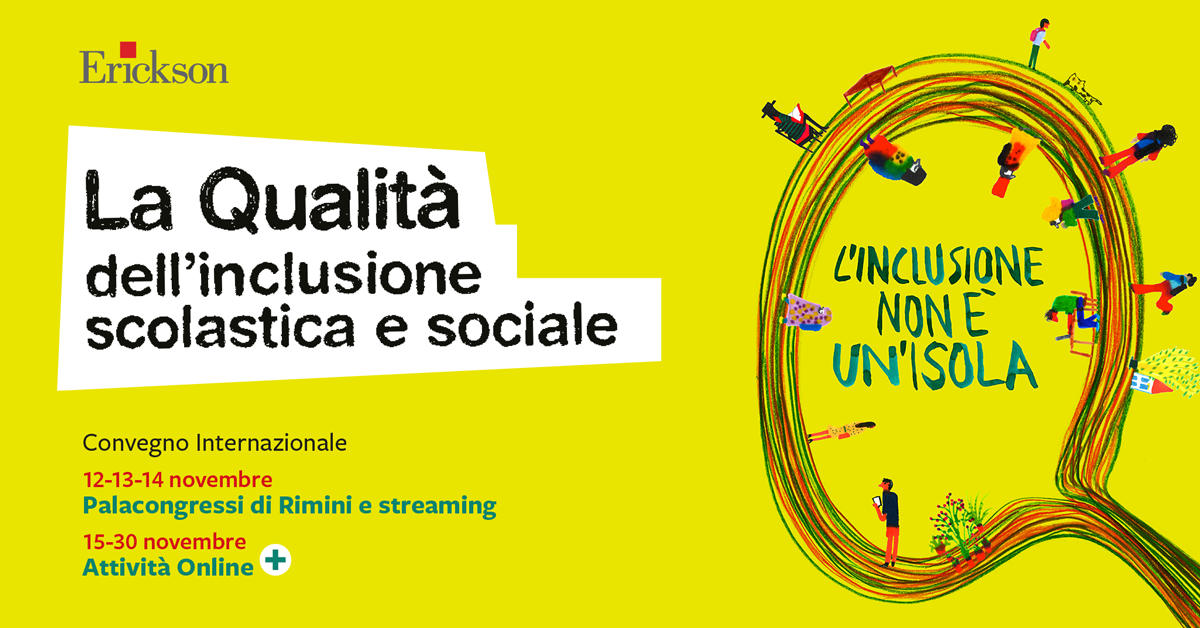 Erickson
La Qualità
dell'inclusione
scolastica e sociale
Convegno Internazionale
12-13-14 novembre
Palacongressi di Rimini e streaming
15-30 novembre
Attività Online +
L'INCLUSIONE
NON È
UN'ISOLA